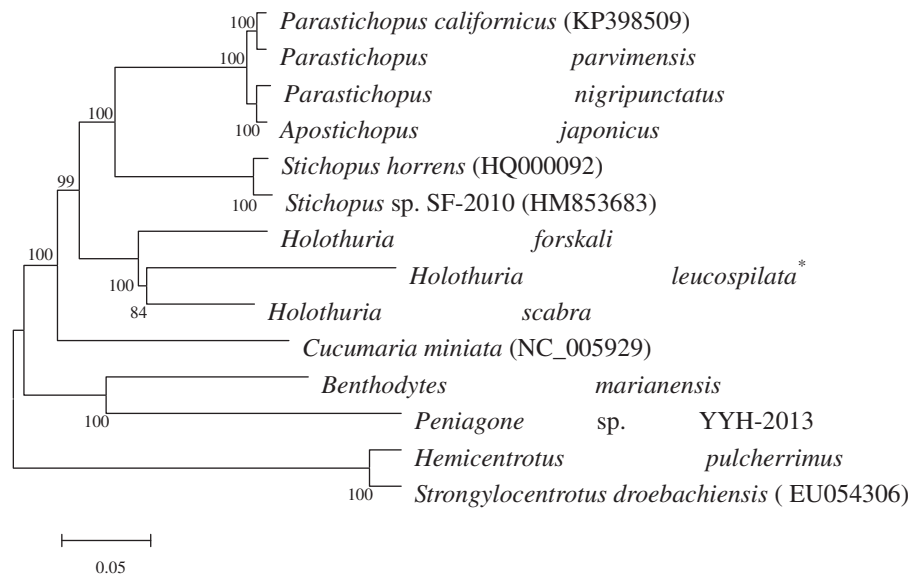 100 Parastichopus californicus (KP398509)
100 Parastichopus parvimensis
Parastichopus nigripunctatus
100 100 Apostichopus japonicus
Stichopus horrens (HQ000092)
99 100 Stichopus sp. SF-2010 (HM853683)
Holothuria forskali
100 100 Holothuria leucospilata*
84 Holothuria scabra
Cucumaria miniata (NC_005929)
Benthodytes marianensis
100 Peniagone sp. YYH-2013
Hemicentrotus pulcherrimus
100 Strongylocentrotus droebachiensis ( EU054306)
0.05